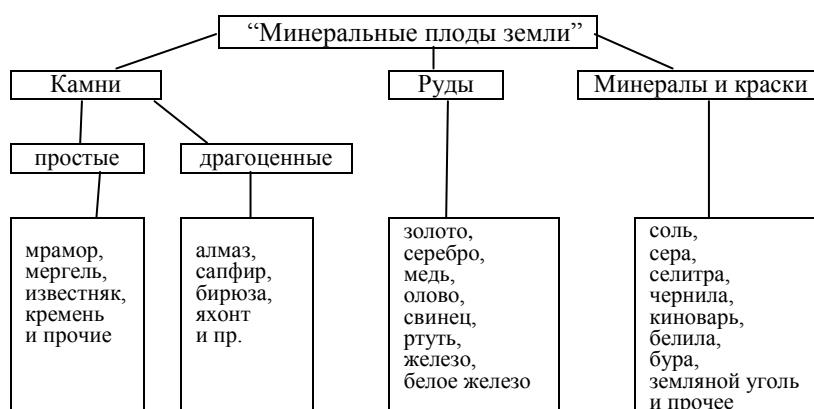 “Минеральные плоды земли”
Камни
Руды
Минералы и краски
простые
драгоценные
мрамор,
мергель,
известняк,
кремень
и прочие
алмаз,
сапфир,
бирюза,
яхонт
и пр.
золото,
серебро,
медь,
олово,
свинец,
ртуть,
железо,
белое железо
соль,
сера,
селитра,
чернила,
киноварь,
белила,
бура,
земляной уголь
и прочее